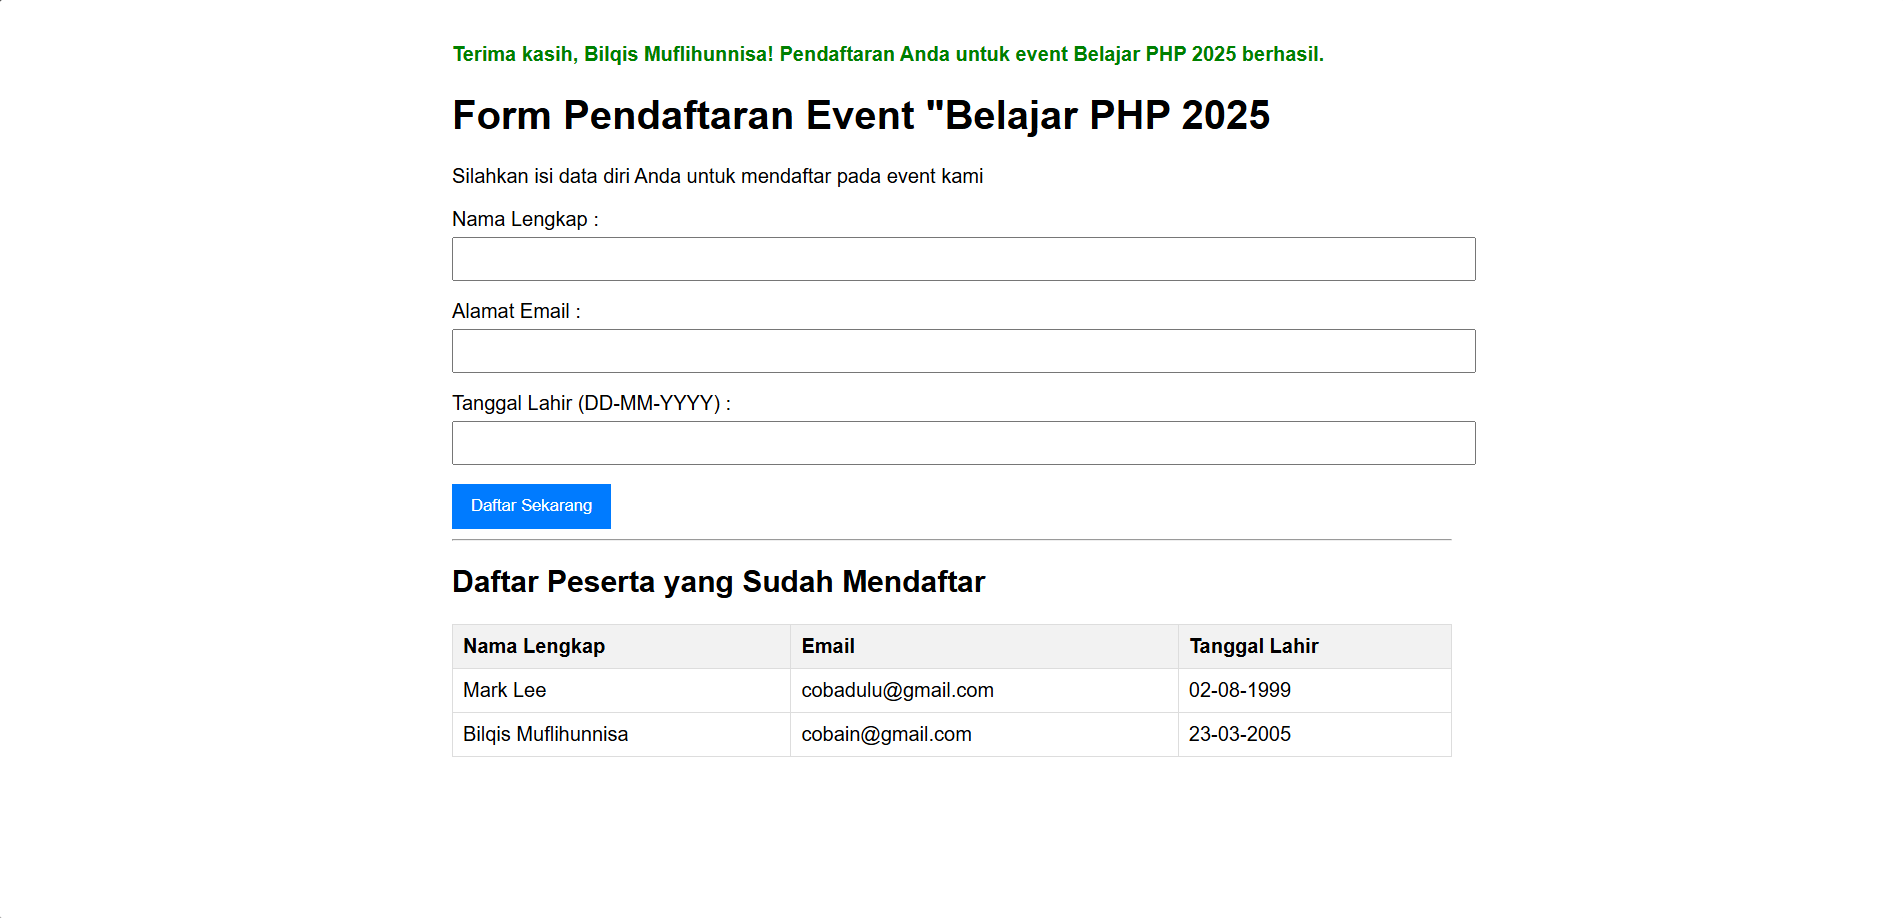 Terima kasih, Bilqis Muflihunnisa! Pendaftaran Anda untuk event Belajar PHP 2025 berhasil.
Form Pendaftaran Event "Belajar PHP 2025
Silahkan isi data diri Anda untuk mendaftar pada event kami
Nama Lengkap :
Alamat Email :
Tanggal Lahir (DD-MM-YYYY) :
Daftar Sekarang
Daftar Peserta yang Sudah Mendaftar
Nama Lengkap Email Tanggal Lahir
Mark Lee cobadulu@gmail.com 02-08-1999
Bilqis Muflihunnisa cobain@gmail.com 23-03-2005